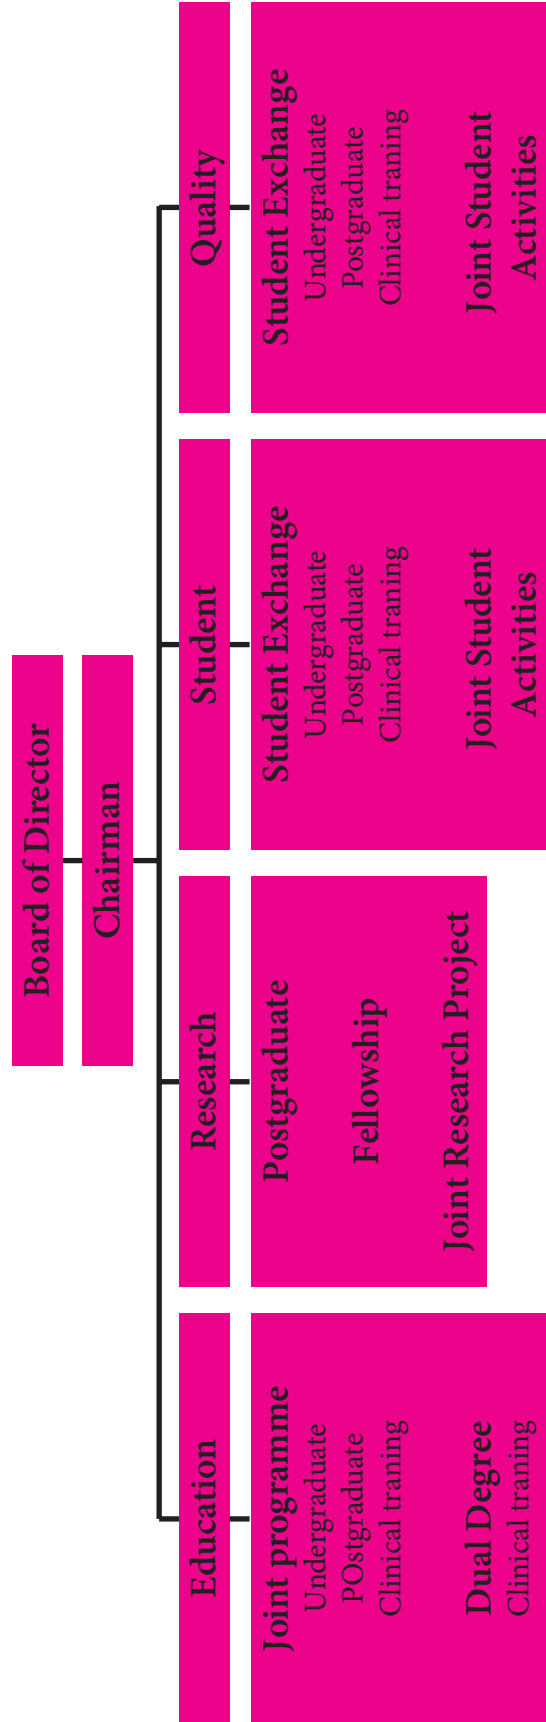 Board of Director
Chairman
Education
Joint programme
Undergraduate
POstgraduate
Clinical traning
Dual Degree
Clinical traning
Research
Postgraduate
Fellowship
Joint Research Project
Student
Student Exchange
Undergraduate
Postgraduate
Clinical traning
Joint Student
Activities
Quality
Student Exchange
Undergraduate
Postgraduate
Clinical traning
Joint Student
Activities